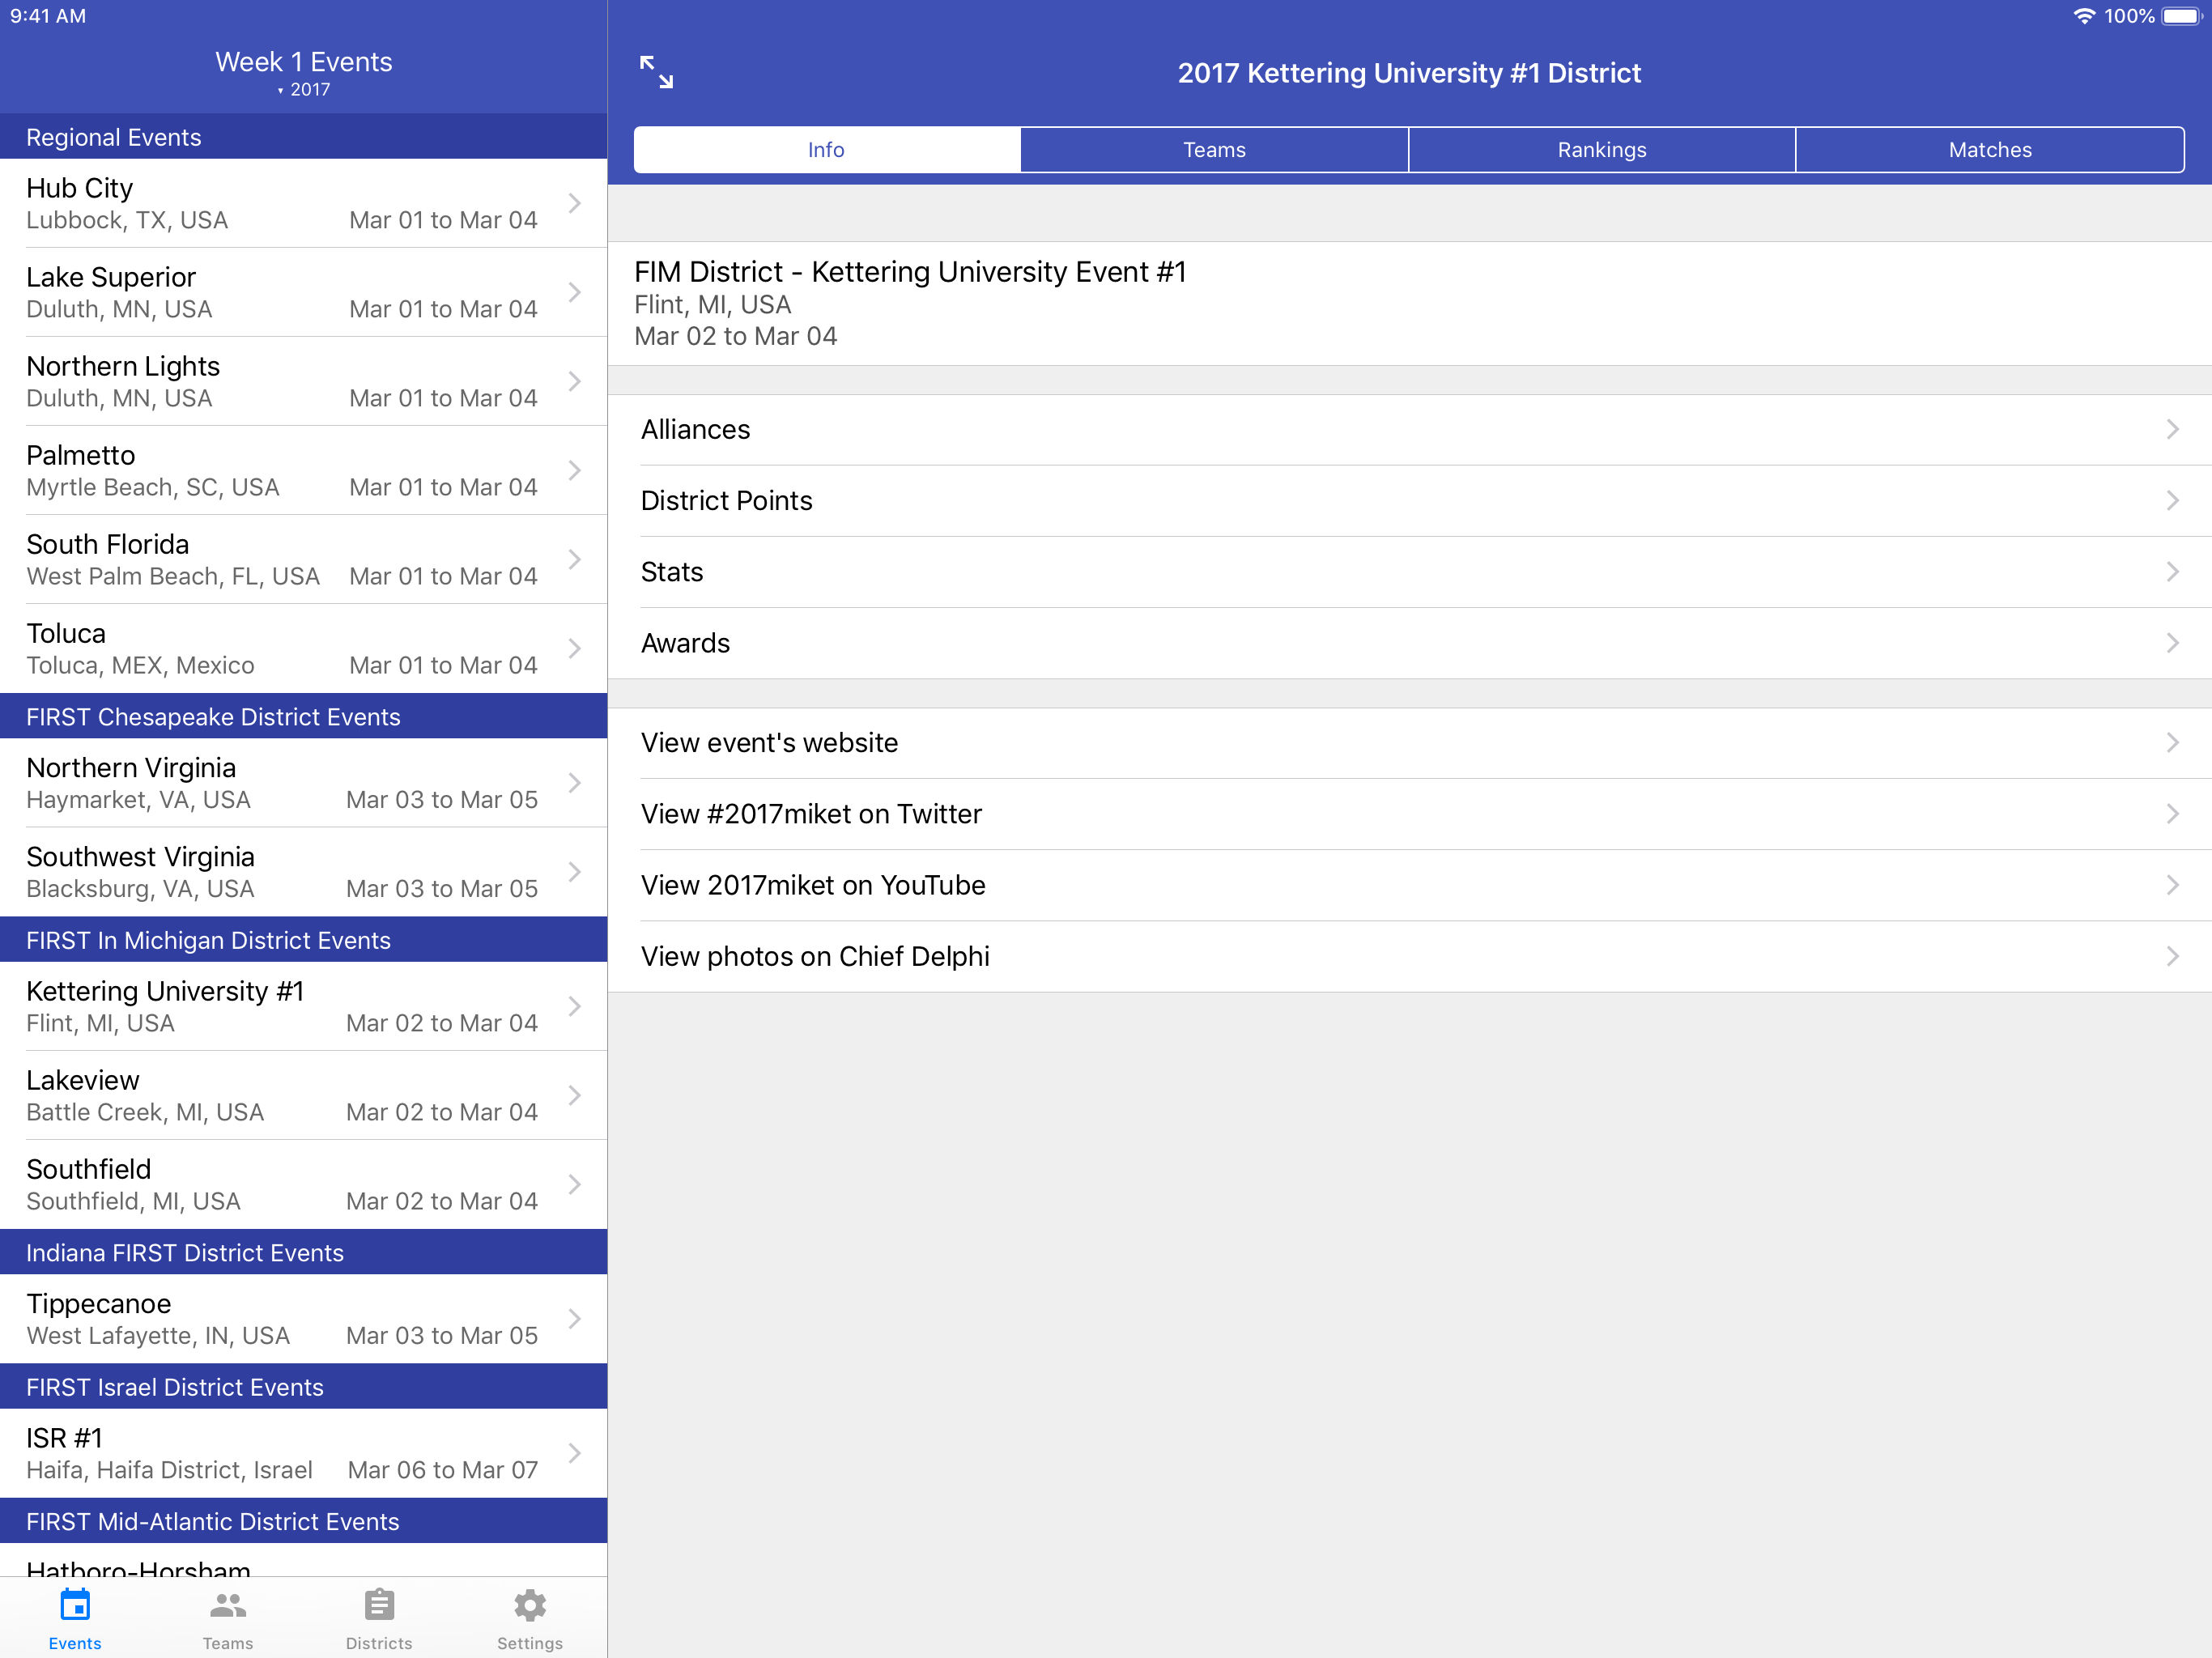 9:41 AM
100%
Week 1 Events
▾ 2017
Regional Events
Hub City
Lubbock, TX, USA Mar 01 to Mar 04
Lake Superior
Duluth, MN, USA Mar 01 to Mar 04
Northern Lights
Duluth, MN, USA Mar 01 to Mar 04
Palmetto
Myrtle Beach, SC, USA Mar 01 to Mar 04
South Florida
West Palm Beach, FL, USA Mar 01 to Mar 04
Toluca
Toluca, MEX, Mexico Mar 01 to Mar 04
FIRST Chesapeake District Events
Northern Virginia
Haymarket, VA, USA Mar 03 to Mar 05
Southwest Virginia
Blacksburg, VA, USA Mar 03 to Mar 05
FIRST In Michigan District Events
Kettering University #1
Flint, MI, USA Mar 02 to Mar 04
Lakeview
Battle Creek, MI, USA Mar 02 to Mar 04
Southfield
Southfield, MI, USA Mar 02 to Mar 04
Indiana FIRST District Events
Tippecanoe
West Lafayette, IN, USA Mar 03 to Mar 05
FIRST Israel District Events
ISR #1
Haifa, Haifa District, Israel Mar 06 to Mar 07
FIRST Mid-Atlantic District Events
Hatboro-Horsham
Events Teams Districts Settings
2017 Kettering University #1 District
Info Teams Rankings Matches
FIM District - Kettering University Event #1
Flint, MI, USA
Mar 02 to Mar 04
Alliances
District Points
Stats
Awards
View event's website
View #2017miket on Twitter
View 2017miket on YouTube
View photos on Chief Delphi